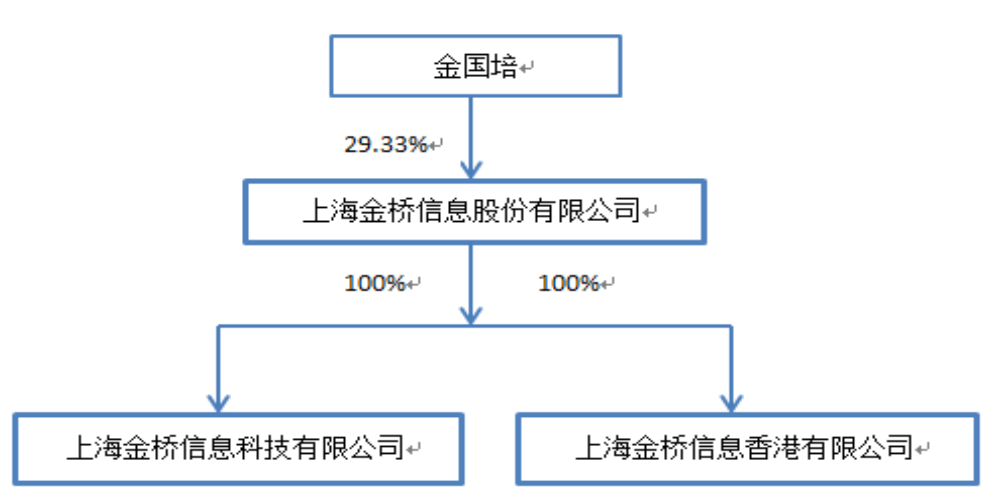 金国培
29.33%
上海金桥信息股份有限公司
100%
100%
上海金桥信息科技有限公司
上海金桥信息香港有限公司